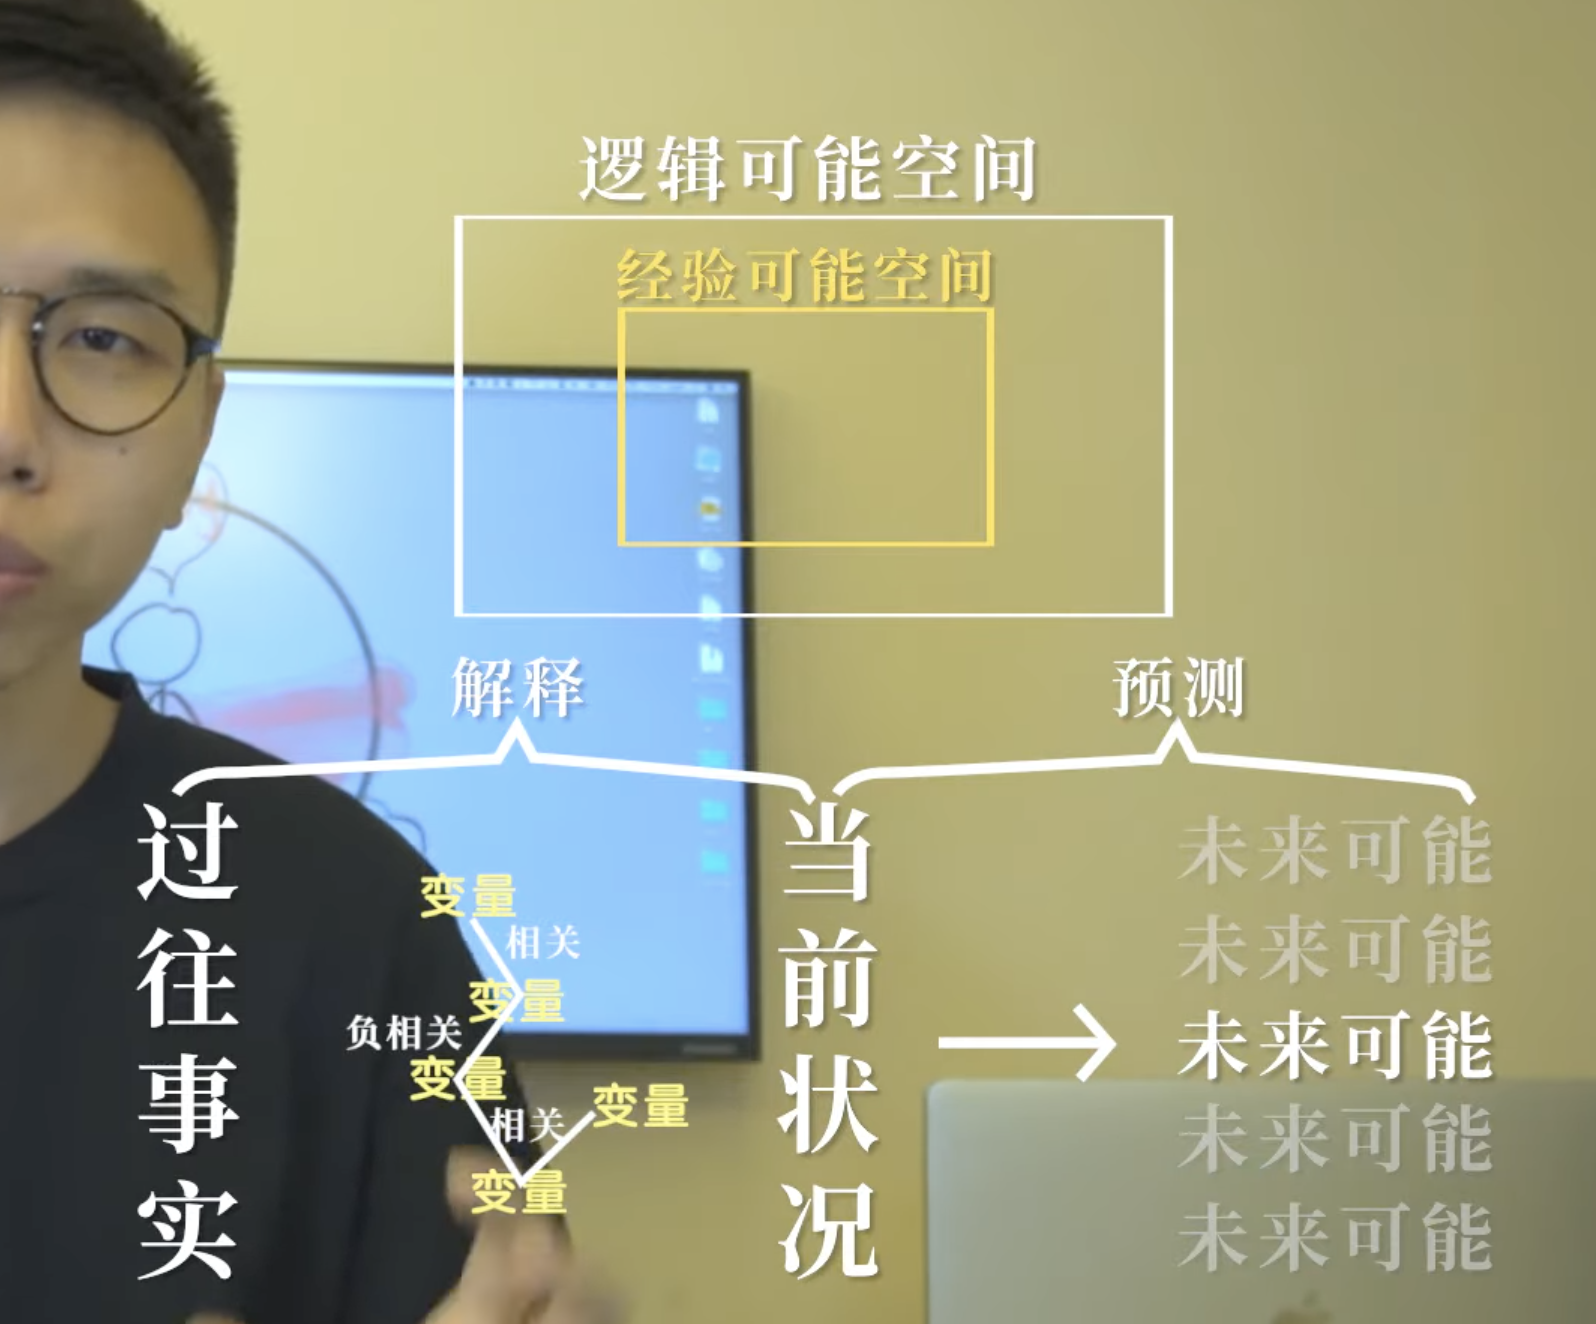 逻辑可能空间
经验可能空间
解释
预测
过往事实
变量
相关
变量
负相关
变量
相关
变量
变量
当前状况
未来可能
未来可能
未来可能
未来可能
未来可能